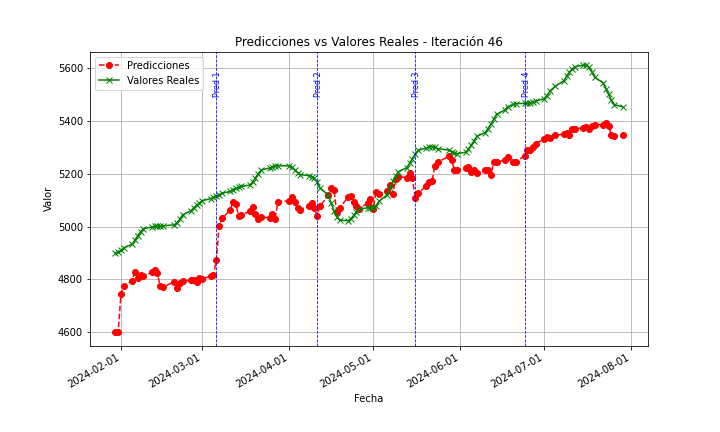 Predicciones vs Valores Reales - Iteración 46
Predicciones
Valores Reales
Pred 1
Pred 2
Pred 3
Pred 4
5600
5400
5200
5000
4800
4600
Valor
2024-02-01
2024-03-01
2024-04-01
2024-05-01
2024-06-01
2024-07-01
2024-08-01
Fecha